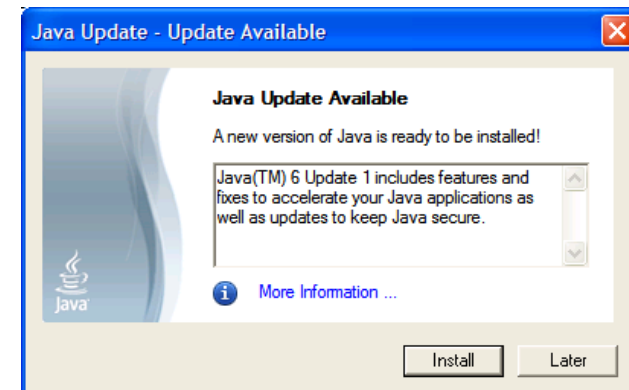 Java Update - Update Available
Java Update Available
A new version of Java is ready to be installed!
Java(TM) 6 Update 1 includes features and
fixes to accelerate your Java applications as
well as updates to keep Java secure.
i More Information ...
Java
Install Later